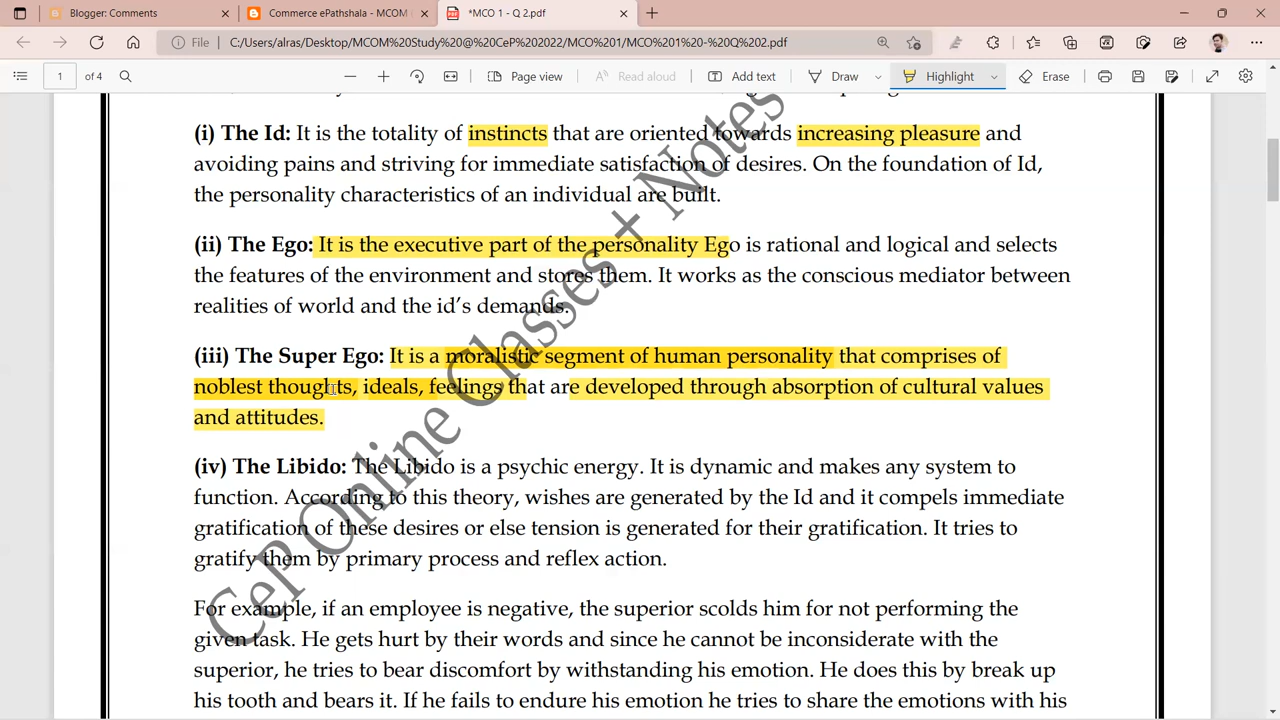 Blogger: Comments
Commerce ePathshala - MCOM
*MCO 1 - Q 2.pdf
File
C:/Users/alras/Desktop/MCOM%20Study%20@%20CeP%202022/MCO%201/MCO%201%20-%20Q%202.pdf
1 of 4
Page view
Read aloud
Add text
Draw
Highlight
Erase
(i) The Id: It is the totality of instincts that are oriented towards increasing pleasure and
avoiding pains and striving for immediate satisfaction of desires. On the foundation of Id,
the personality characteristics of an individual are built.
(ii) The Ego: It is the executive part of the personality Ego is rational and logical and selects
the features of the environment and stores them. It works as the conscious mediator between
realities of world and the id's demands.
(iii) The Super Ego: It is a moralistic segment of human personality that comprises of
noblest thoughts, ideals, feelings that are developed through absorption of cultural values
and attitudes.
(iv) The Libido: The Libido is a psychic energy. It is dynamic and makes any system to
function. According to this theory, wishes are generated by the Id and it compels immediate
gratification of these desires or else tension is generated for their gratification. It tries to
gratify them by primary process and reflex action.
For example, if an employee is negative, the superior scolds him for not performing the
given task. He gets hurt by their words and since he cannot be inconsiderate with the
superior, he tries to bear discomfort by withstanding his emotion. He does this by break up
his tooth and bears it. If he fails to endure his emotion he tries to share the emotions with his
CeP Online Classes + Notes